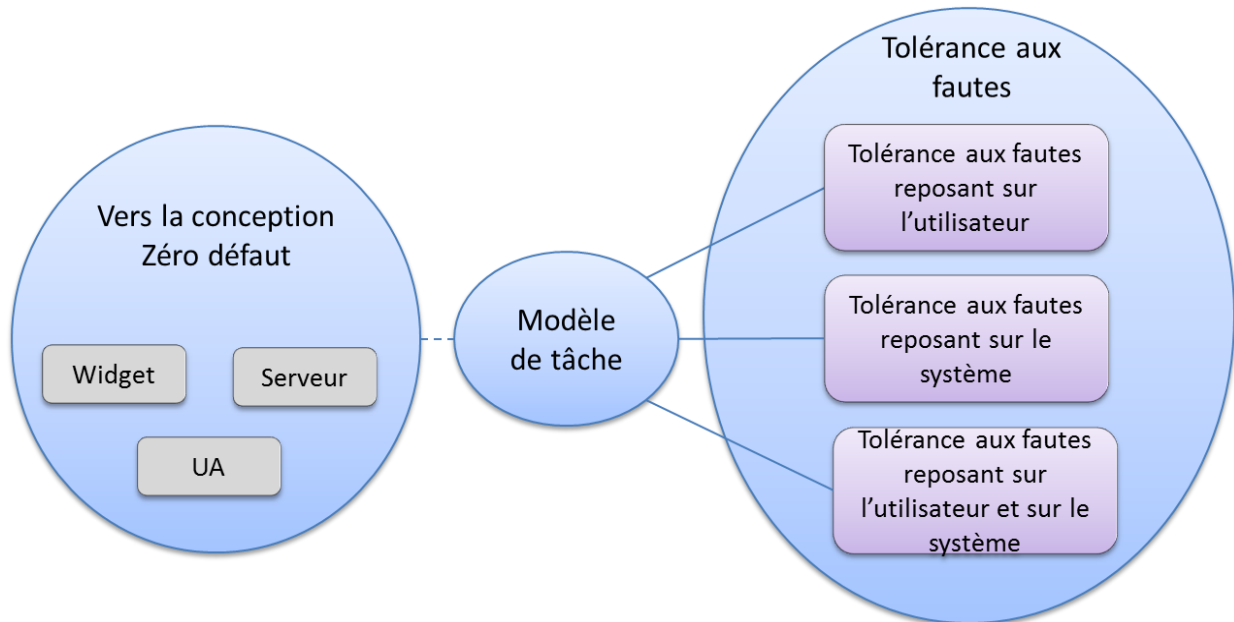 Vers la conception
Zéro défaut
Widget
Serveur
UA
Modèle
de tâche
Tolérance aux
fautes
Tolérance aux fautes
reposant sur
l’utilisateur
Tolérance aux fautes
reposant sur le
système
Tolérance aux fautes
reposant sur
l’utilisateur et sur le
système